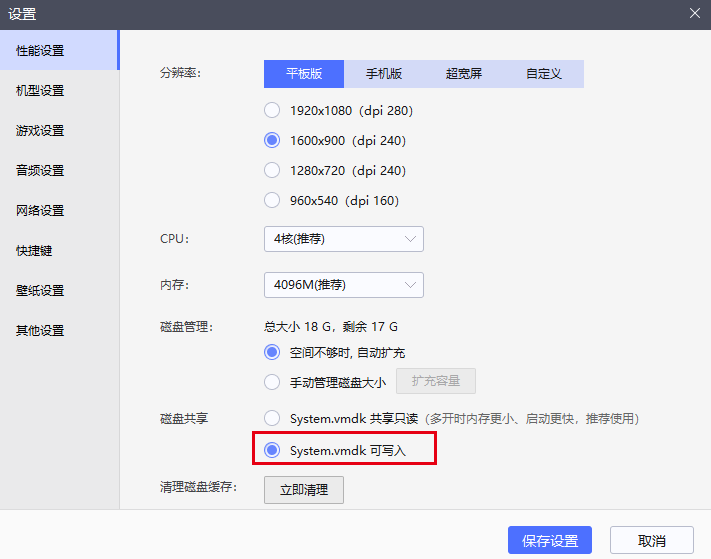 设置
性能设置
机型设置
游戏设置
音频设置
网络设置
快捷键
壁纸设置
其他设置
分辨率:
平板版 手机版 超宽屏 自定义
1920x1080（dpi 280）
1600x900（dpi 240）
1280x720（dpi 240）
960x540（dpi 160）
CPU:
4核(推荐)
内存:
4096M(推荐)
磁盘管理:
总大小 18 G，剩余 17 G
空间不够时, 自动扩充
手动管理磁盘大小 扩充容量
磁盘共享
System.vmdk 共享只读（多开时内存更小、启动更快，推荐使用）
System.vmdk 可写入
清理磁盘缓存:
立即清理
保存设置 取消